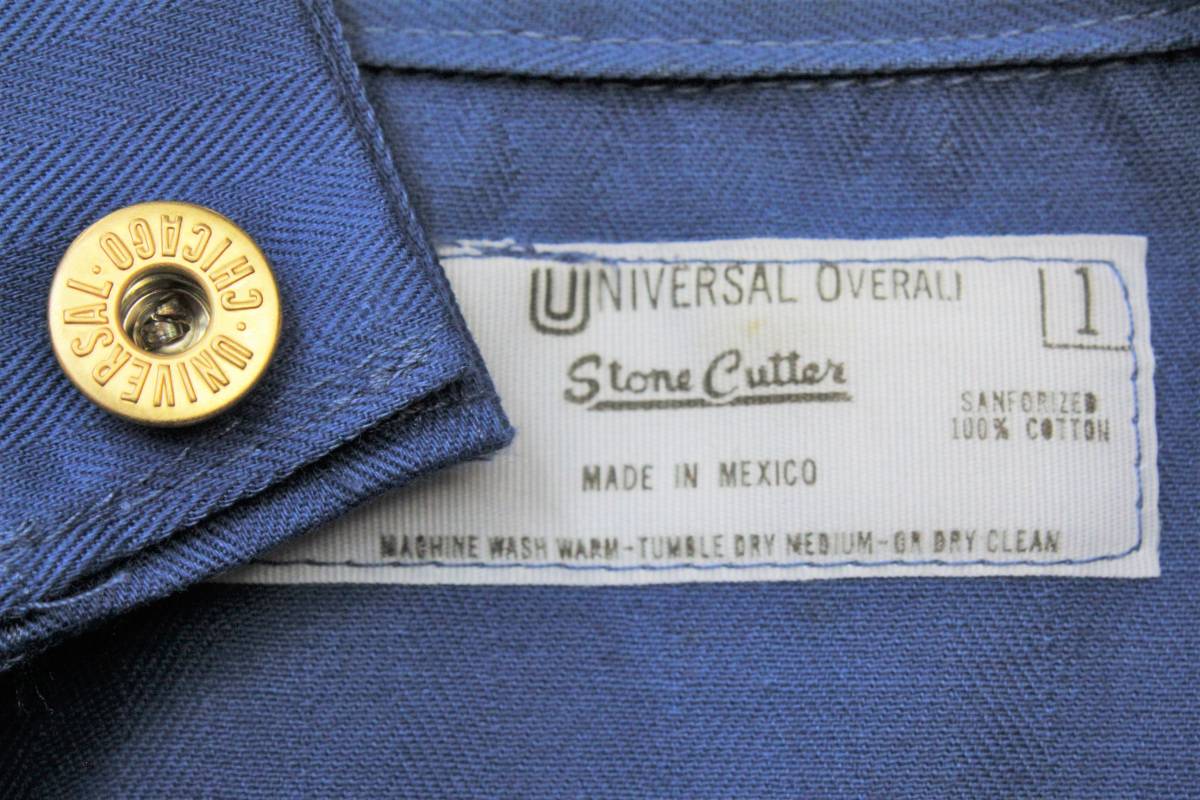 UNIVERSAL · CHICAGO ·
UNIVERSAL OVERALL
1
Stone Cutter
SANFORIZED
100% COTTON
MADE IN MEXICO
MACHINE WASH WARM-TUMBLE DRY MEDIUM-OR DRY CLEAN